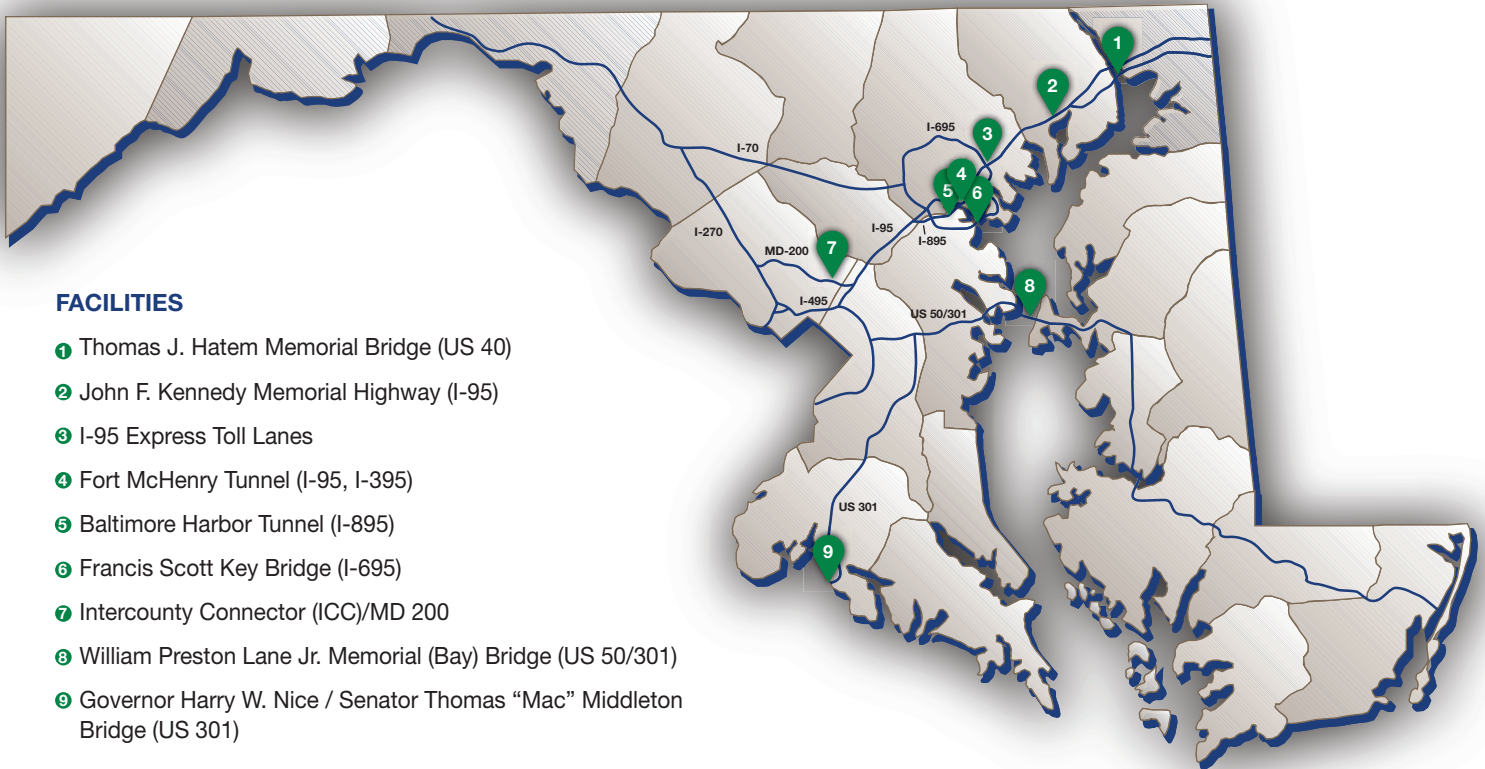 1
2
I-695
3
I-70
4
5
6
I-95
I-895
I-270
MD-200
7
I-495
8
US 50/301
US 301
9
FACILITIES
1 Thomas J. Hatem Memorial Bridge (US 40)
2 John F. Kennedy Memorial Highway (I-95)
3 I-95 Express Toll Lanes
4 Fort McHenry Tunnel (I-95, I-395)
5 Baltimore Harbor Tunnel (I-895)
6 Francis Scott Key Bridge (I-695)
7 Intercounty Connector (ICC)/MD 200
8 William Preston Lane Jr. Memorial (Bay) Bridge (US 50/301)
9 Governor Harry W. Nice / Senator Thomas “Mac” Middleton
Bridge (US 301)